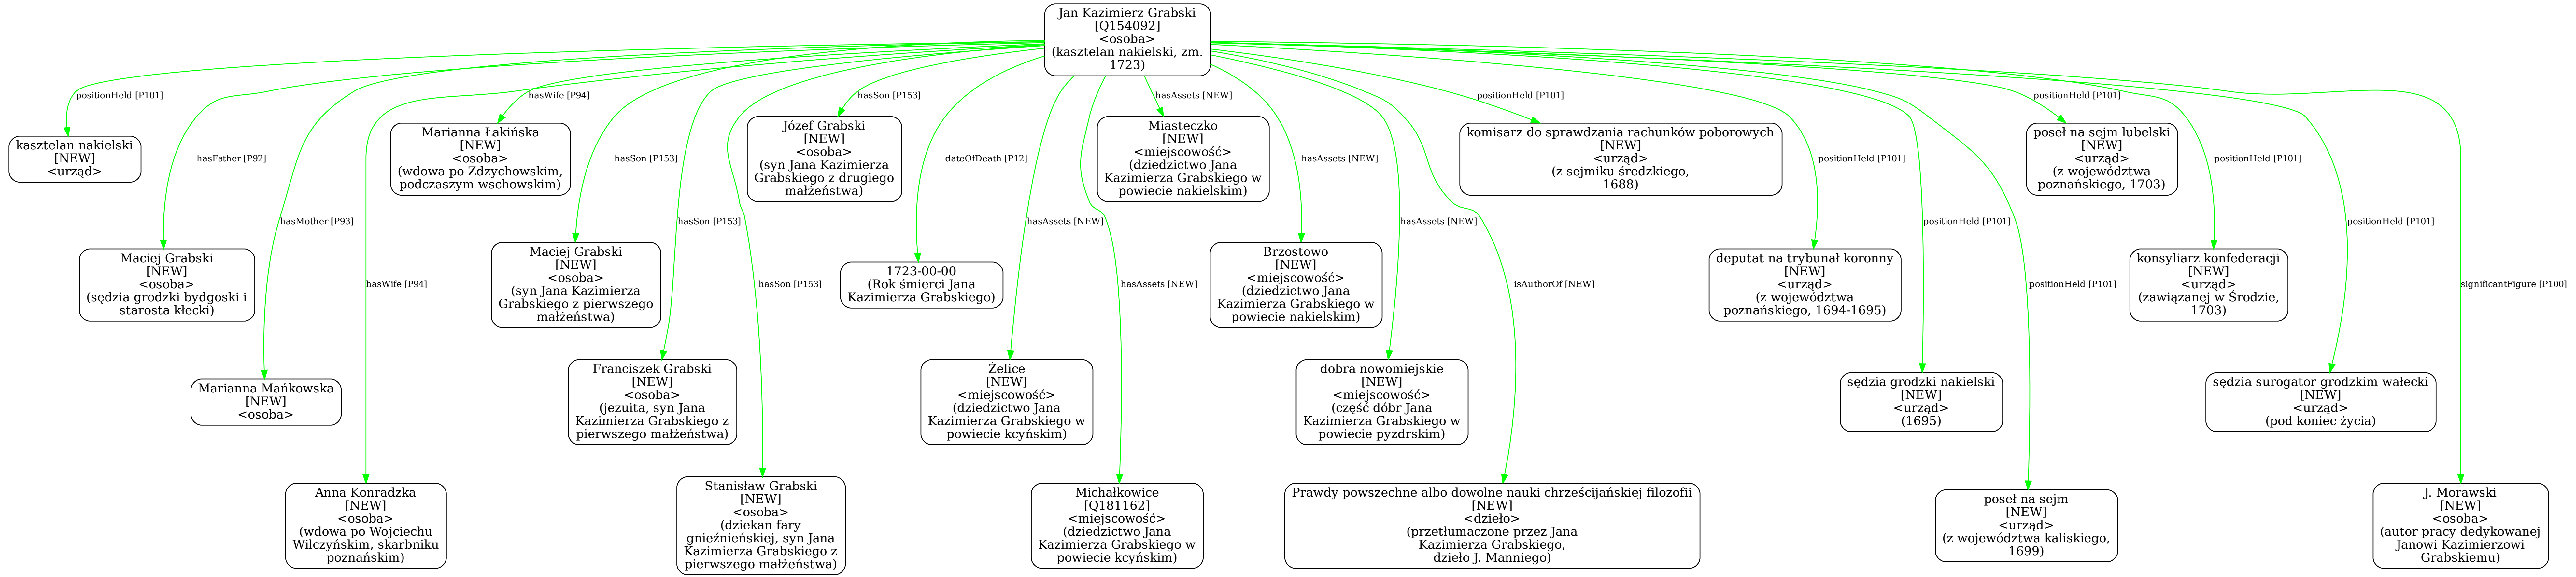 Jan Kazimierz Grabski
[Q154092]
<osoba>
(kasztelan nakielski, zm.
1723)
positionHeld [P101]
hasWife [P94]
hasSon [P153]
hasAssets [NEW]
positionHeld [P101]
positionHeld [P101]
kasztelan nakielski
[NEW]
<urząd>
Marianna Łakińska
[NEW]
<osoba>
(wdowa po Zdzychowskim,
podczaszym wschowskim)
Józef Grabski
[NEW]
<osoba>
(syn Jana Kazimierza
Grabskiego z drugiego
małżeństwa)
Miasteczko
[NEW]
<miejscowość>
(dziedzictwo Jana
Kazimierza Grabskiego w
powiecie nakielskim)
komisarz do sprawdzania rachunków poborowych
[NEW]
<urząd>
(z sejmiku średzkiego,
1688)
poseł na sejm lubelski
[NEW]
<urząd>
(z województwa
poznańskiego, 1703)
hasFather [P92]
hasSon [P153]
dateOfDeath [P12]
hasAssets [NEW]
positionHeld [P101]
positionHeld [P101]
hasMother [P93]
hasSon [P153]
hasAssets [NEW]
hasAssets [NEW]
positionHeld [P101]
positionHeld [P101]
Maciej Grabski
[NEW]
<osoba>
(sędzia grodzki bydgoski i
starosta kłecki)
Maciej Grabski
[NEW]
<osoba>
(syn Jana Kazimierza
Grabskiego z pierwszego
małżeństwa)
1723-00-00
(Rok śmierci Jana
Kazimierza Grabskiego)
Brzostowo
[NEW]
<miejscowość>
(dziedzictwo Jana
Kazimierza Grabskiego w
powiecie nakielskim)
deputat na trybunał koronny
[NEW]
<urząd>
(z województwa
poznańskiego, 1694-1695)
konsyliarz konfederacji
[NEW]
<urząd>
(zawiązanej w Środzie,
1703)
hasWife [P94]
hasSon [P153]
hasAssets [NEW]
isAuthorOf [NEW]
positionHeld [P101]
significantFigure [P100]
Marianna Mańkowska
[NEW]
<osoba>
Franciszek Grabski
[NEW]
<osoba>
(jezuita, syn Jana
Kazimierza Grabskiego z
pierwszego małżeństwa)
Żelice
[NEW]
<miejscowość>
(dziedzictwo Jana
Kazimierza Grabskiego w
powiecie kcyńskim)
dobra nowomiejskie
[NEW]
<miejscowość>
(część dóbr Jana
Kazimierza Grabskiego w
powiecie pyzdrskim)
sędzia grodzki nakielski
[NEW]
<urząd>
(1695)
sędzia surogator grodzkim wałecki
[NEW]
<urząd>
(pod koniec życia)
Anna Konradzka
[NEW]
<osoba>
(wdowa po Wojciechu
Wilczyńskim, skarbniku
poznańskim)
Stanisław Grabski
[NEW]
<osoba>
(dziekan fary
gnieźnieńskiej, syn Jana
Kazimierza Grabskiego z
pierwszego małżeństwa)
Michałkowice
[Q181162]
<miejscowość>
(dziedzictwo Jana
Kazimierza Grabskiego w
powiecie kcyńskim)
Prawdy powszechne albo dowolne nauki chrześcijańskiej filozofii
[NEW]
<dzieło>
(przetłumaczone przez Jana
Kazimierza Grabskiego,
dzieło J. Manniego)
poseł na sejm
[NEW]
<urząd>
(z województwa kaliskiego,
1699)
J. Morawski
[NEW]
<osoba>
(autor pracy dedykowanej
Janowi Kazimierzowi
Grabskiemu)